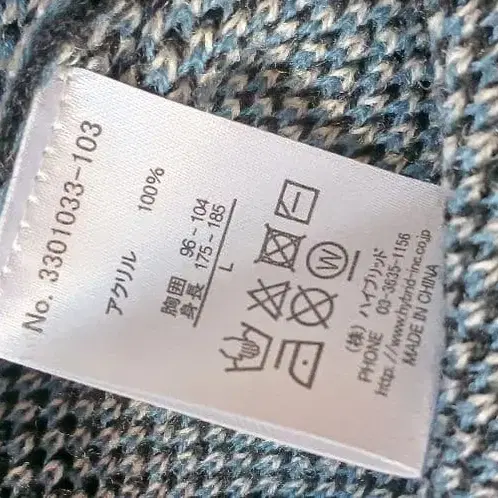 No. 3301033-103
アクリル 100%
胸囲 96-104
身長 175-185
L
W
(株) ハイブリッド
PHONE 03-3635-1156
http://www.hybrid-inc.co.jp
MADE IN CHINA